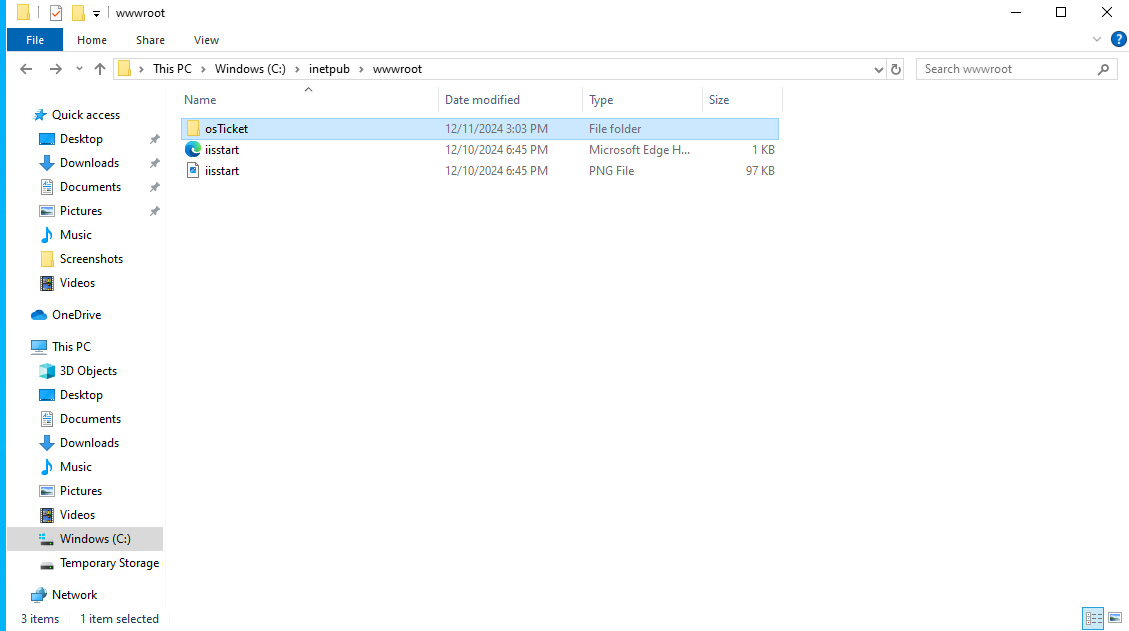 wwwroot
File Home Share View
This PC Windows (C:) inetpub wwwroot Search wwwroot
Name Date modified Type Size
Quick access
Desktop
Downloads
Documents
Pictures
Music
Screenshots
Videos
OneDrive
This PC
3D Objects
Desktop
Documents
Downloads
Music
Pictures
Videos
Windows (C:)
Temporary Storage
Network
osTicket 12/11/2024 3:03 PM File folder
iisstart 12/10/2024 6:45 PM Microsoft Edge H... 1 KB
iisstart 12/10/2024 6:45 PM PNG File 97 KB
3 items 1 item selected